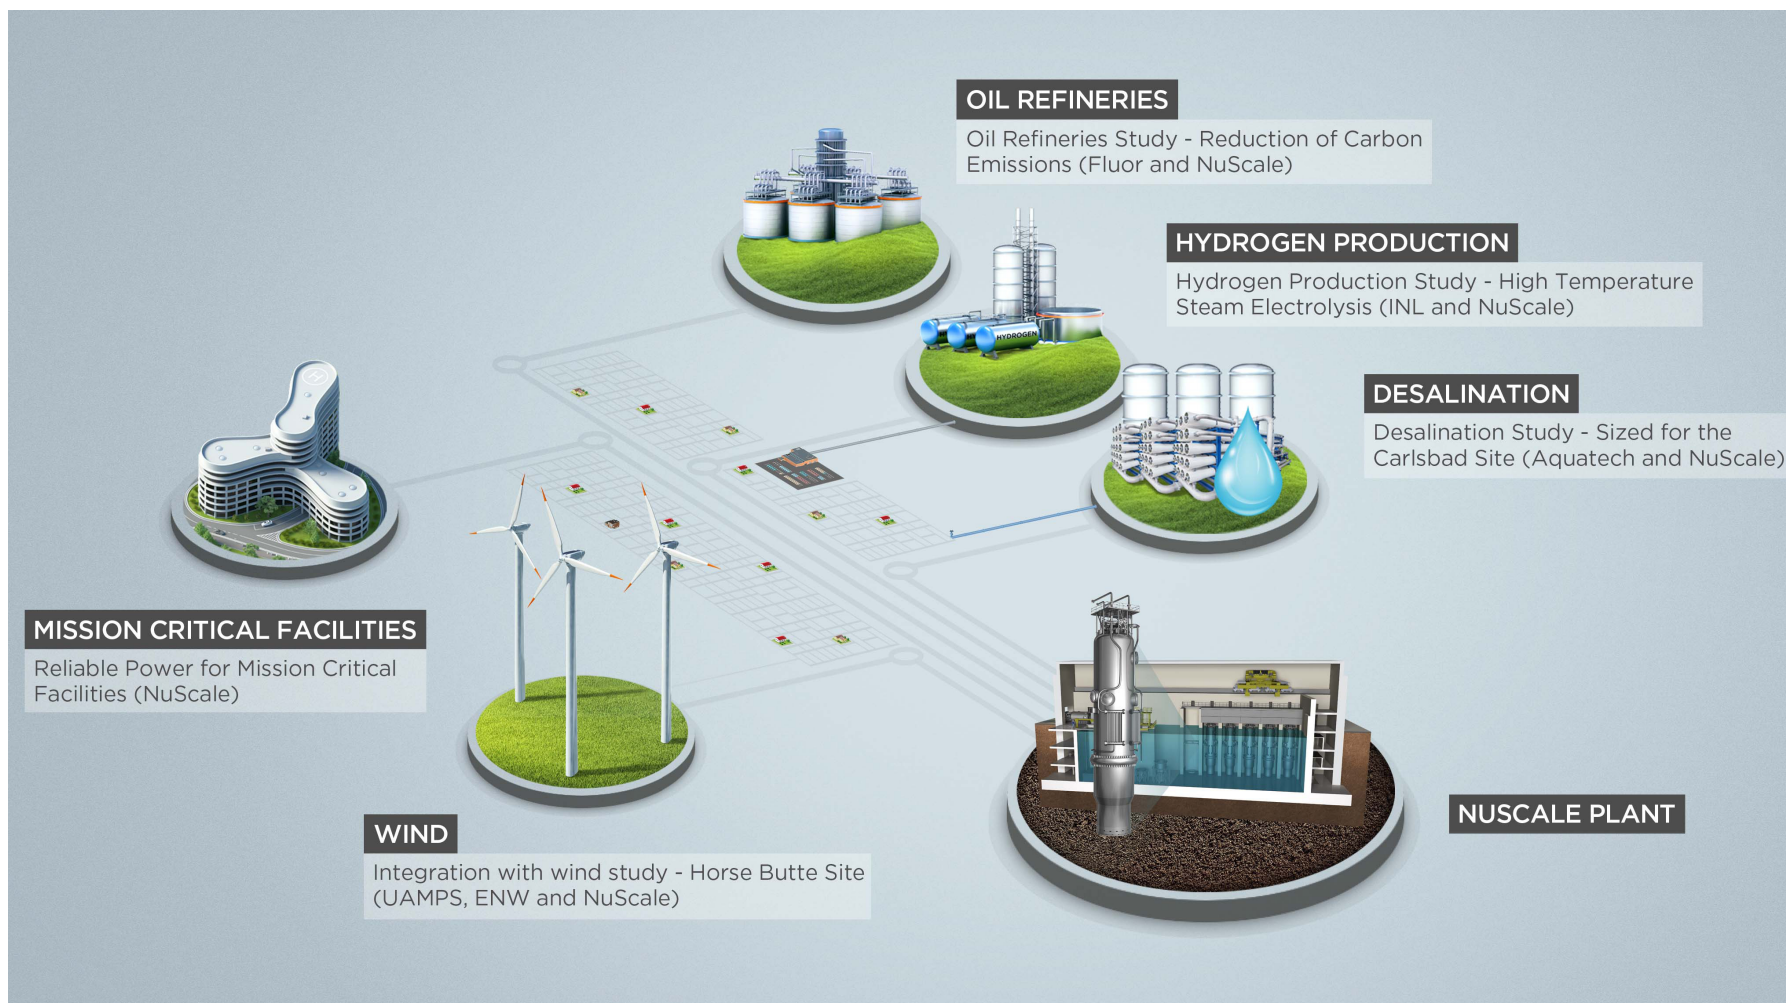 OIL REFINERIES
Oil Refineries Study - Reduction of Carbon
Emissions (Fluor and NuScale)
HYDROGEN PRODUCTION
Hydrogen Production Study - High Temperature
Steam Electrolysis (INL and NuScale)
HYDROGEN
DESALINATION
Desalination Study - Sized for the
Carlsbad Site (Aquatech and NuScale)
H
MISSION CRITICAL FACILITIES
Reliable Power for Mission Critical
Facilities (NuScale)
WIND
Integration with wind study - Horse Butte Site
(UAMPS, ENW and NuScale)
NUSCALE PLANT